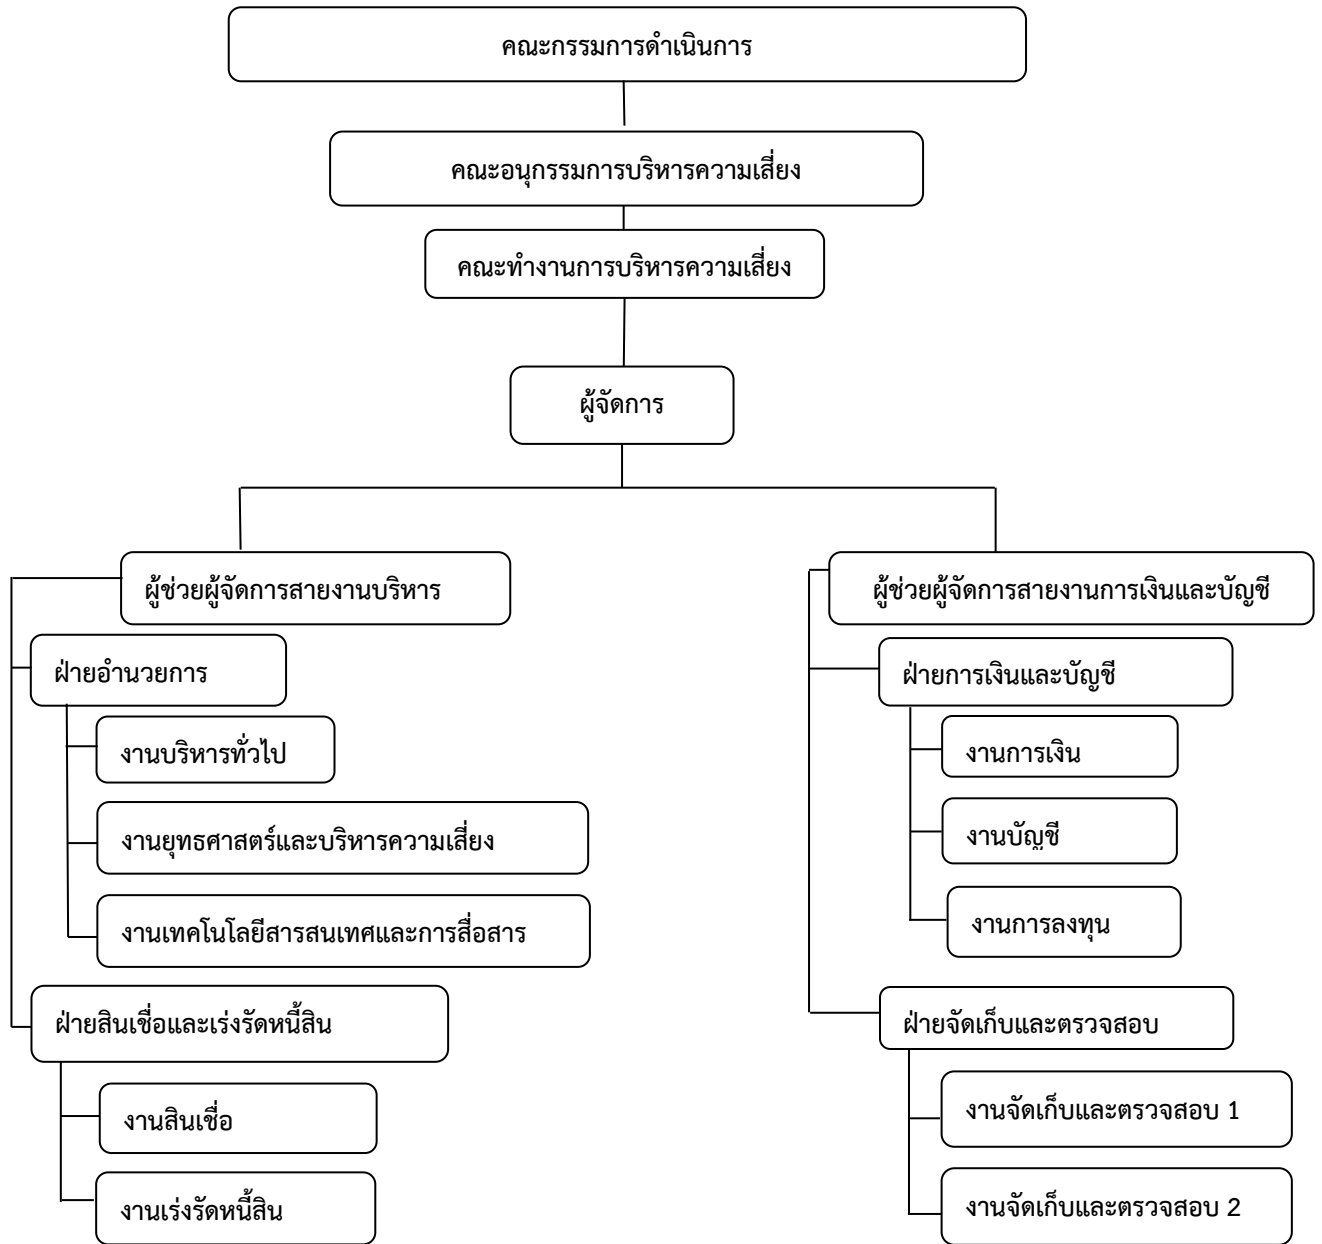 คณะกรรมการดำเนินการ
คณะอนุกรรมการบริหารความเสี่ยง
คณะทำงานการบริหารความเสี่ยง
ผู้จัดการ
ผู้ช่วยผู้จัดการสายงานบริหาร
ฝ่ายอำนวยการ
งานบริหารทั่วไป
งานยุทธศาสตร์และบริหารความเสี่ยง
งานเทคโนโลยีสารสนเทศและการสื่อสาร
ฝ่ายสินเชื่อและเร่งรัดหนี้สิน
งานสินเชื่อ
งานเร่งรัดหนี้สิน
ผู้ช่วยผู้จัดการสายงานการเงินและบัญชี
ฝ่ายการเงินและบัญชี
งานการเงิน
งานบัญชี
งานการลงทุน
ฝ่ายจัดเก็บและตรวจสอบ
งานจัดเก็บและตรวจสอบ 1
งานจัดเก็บและตรวจสอบ 2